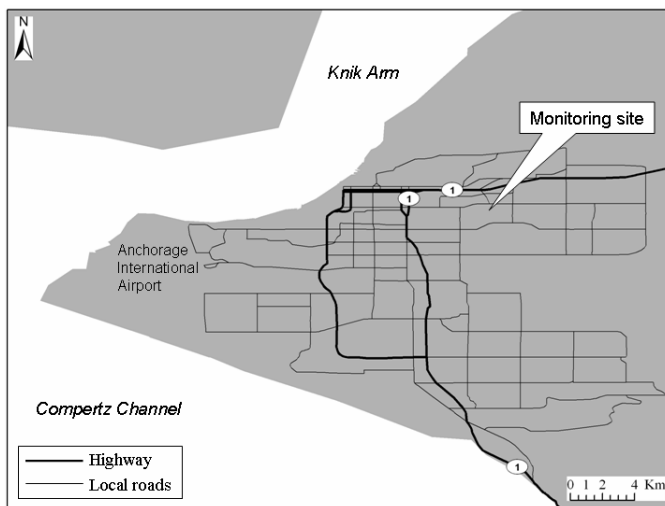 N
Knik Arm
Monitoring site
1
1
Anchorage
International
Airport
Compertz Channel
Highway
Local roads
1
0 1 2 4 Km